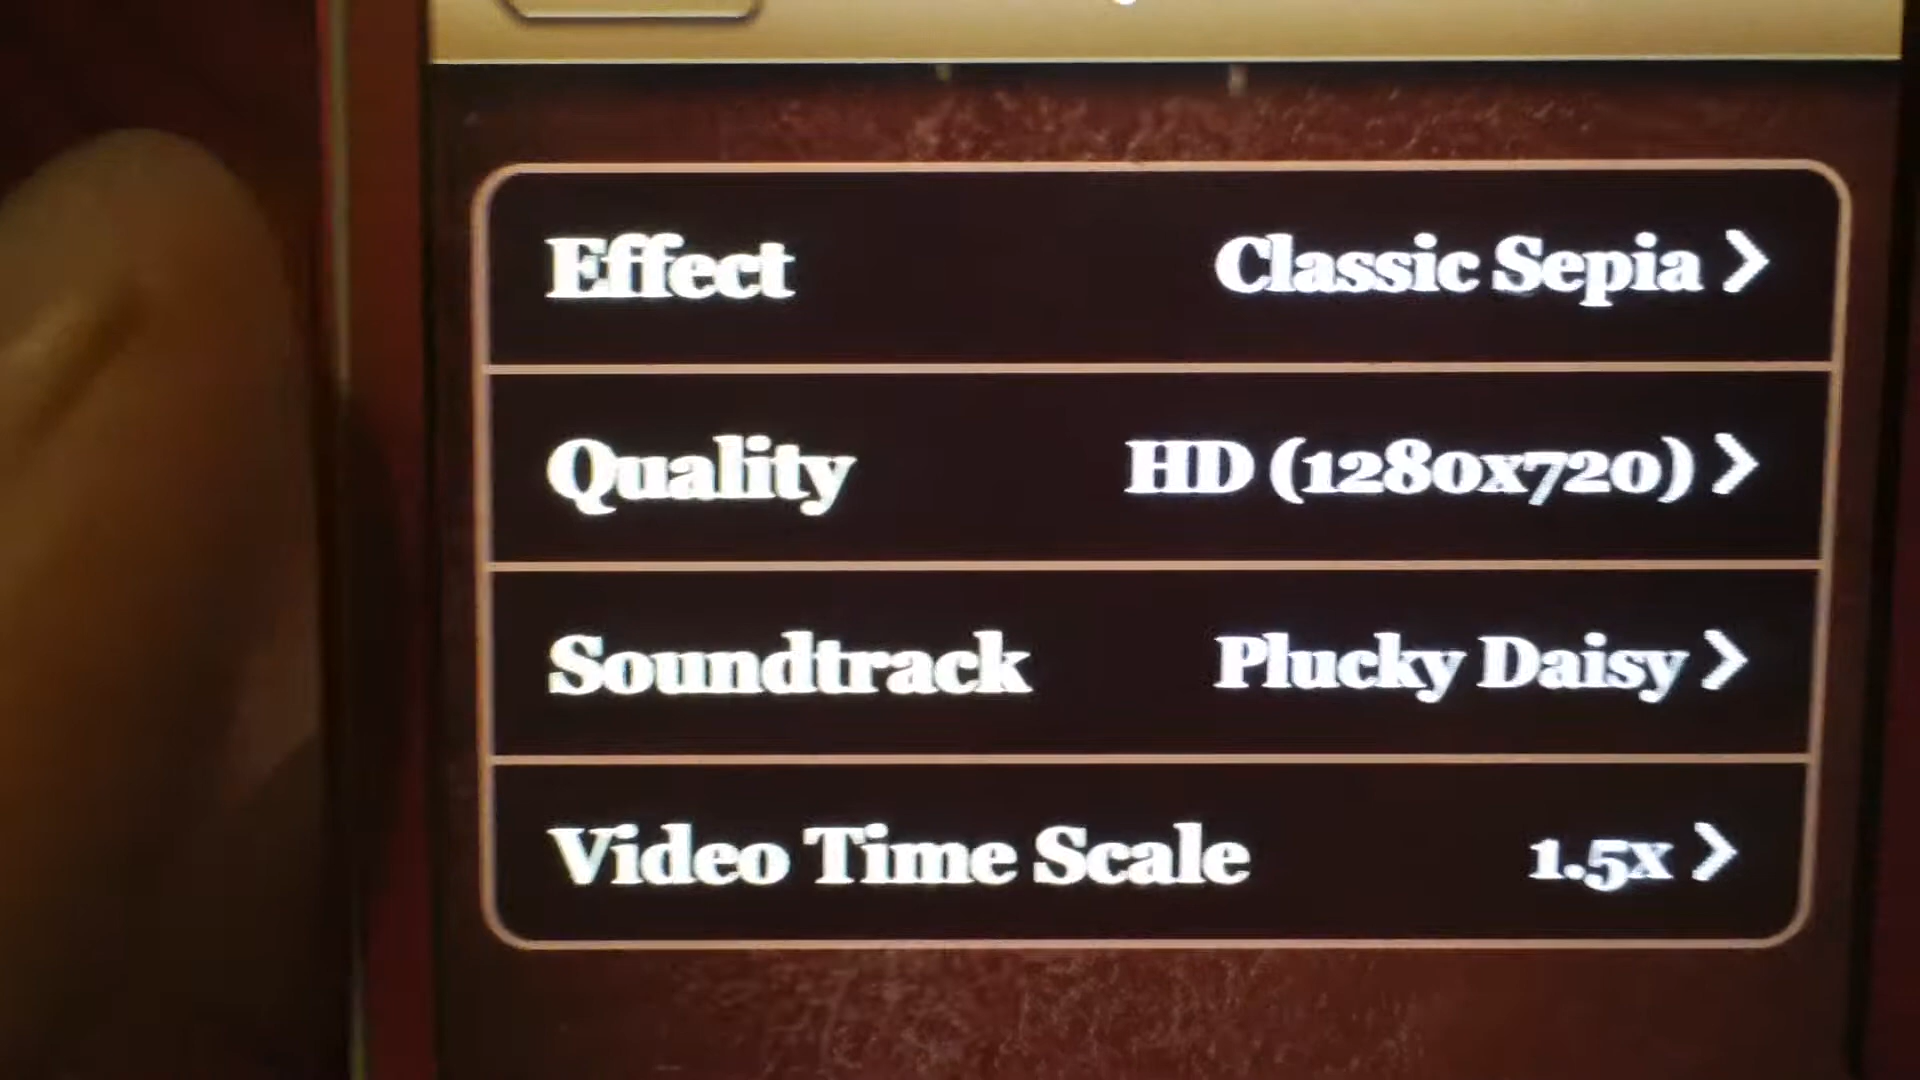 Effect Classic Sepia
Quality HD (1280x720)
Soundtrack Plucky Daisy
Video Time Scale 1.5x